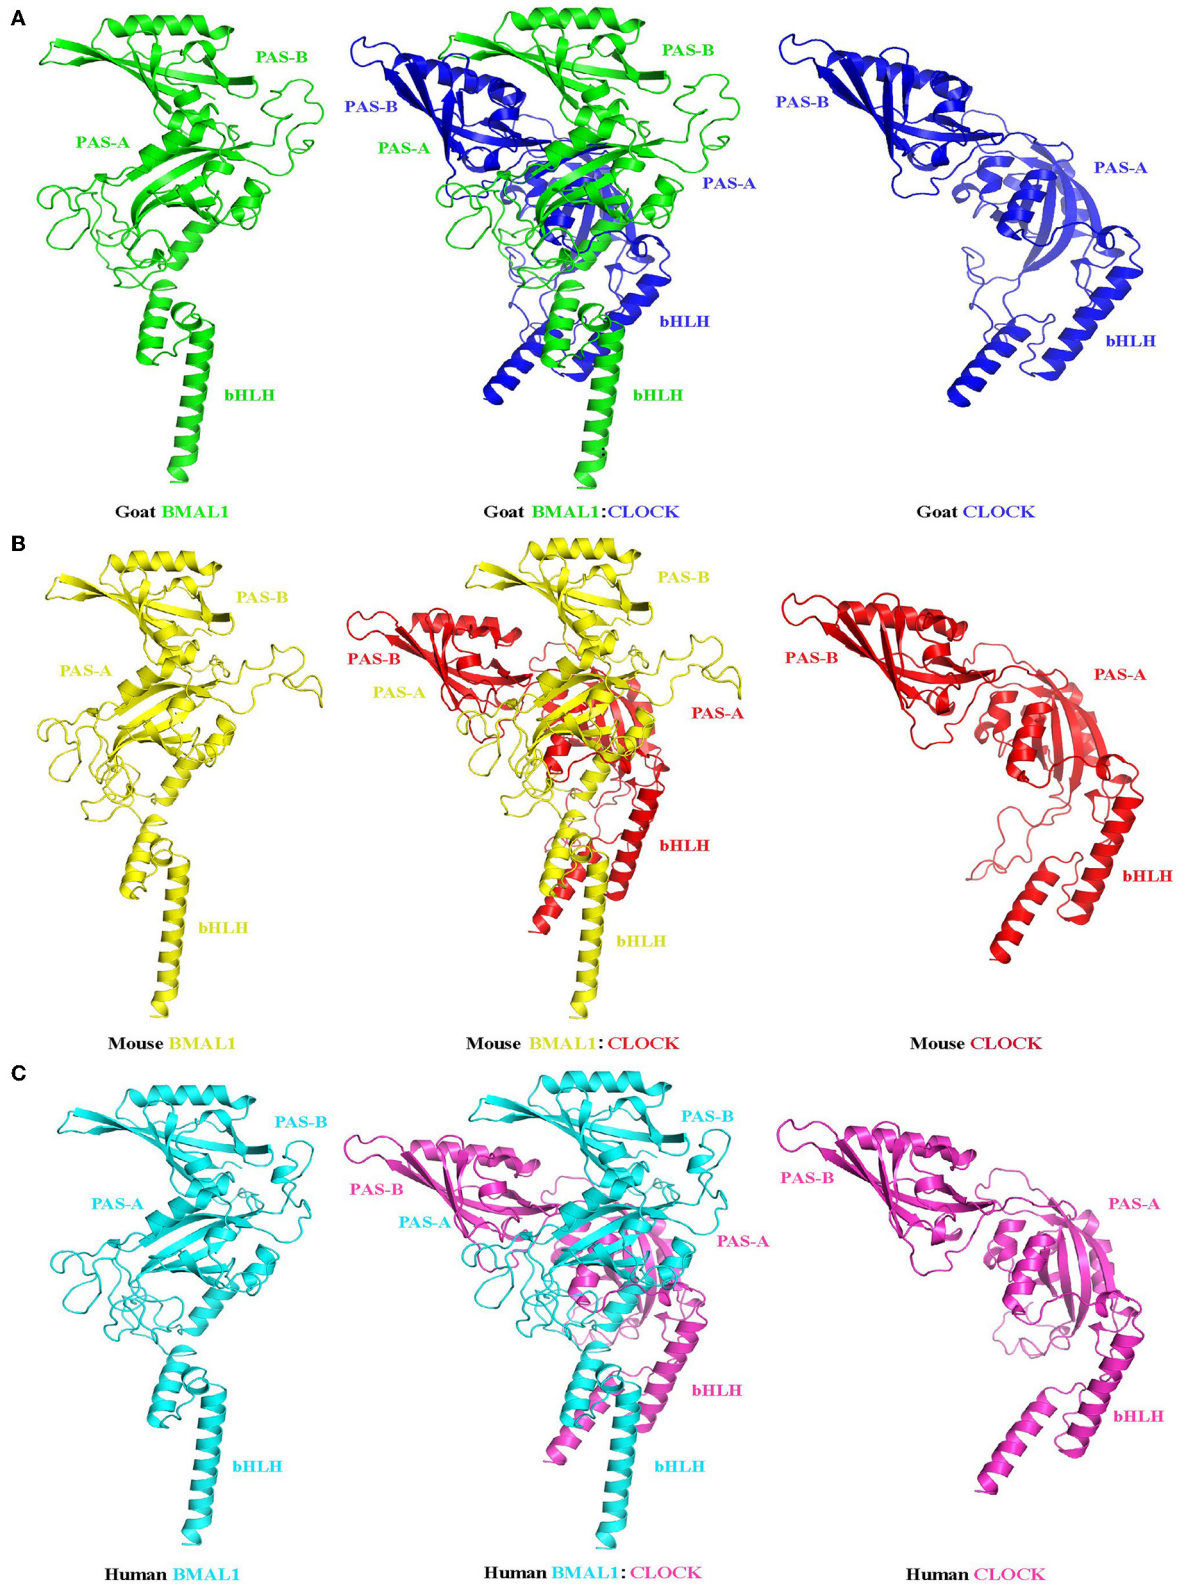 A
PAS-B
PAS-A
bHLH
Goat BMAL1
PAS-B
PAS-B
PAS-A
PAS-A
bHLH
bHLH
Goat BMAL1:CLOCK
PAS-B
PAS-A
bHLH
Goat CLOCK
B
PAS-B
PAS-A
bHLH
Mouse BMAL1
PAS-B
PAS-B
PAS-A
PAS-A
bHLH
bHLH
Mouse BMAL1:CLOCK
PAS-B
PAS-A
bHLH
Mouse CLOCK
C
PAS-B
PAS-A
bHLH
Human BMAL1
PAS-B
PAS-B
PAS-A
PAS-A
bHLH
bHLH
Human BMAL1:CLOCK
PAS-B
PAS-A
bHLH
Human CLOCK